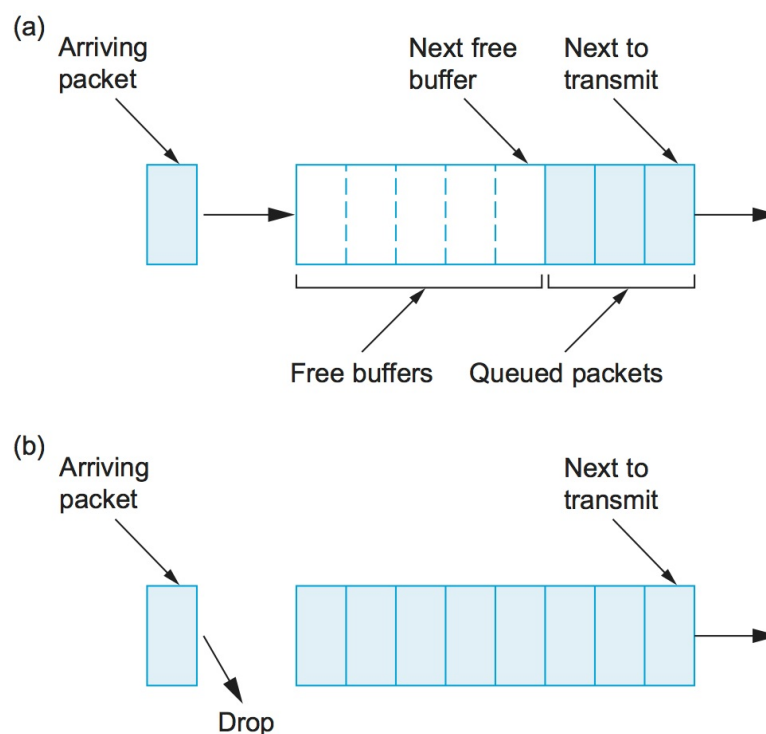 (a)
Arriving
packet
Next free
buffer
Next to
transmit
Free buffers
Queued packets
(b)
Arriving
packet
Next to
transmit
Drop